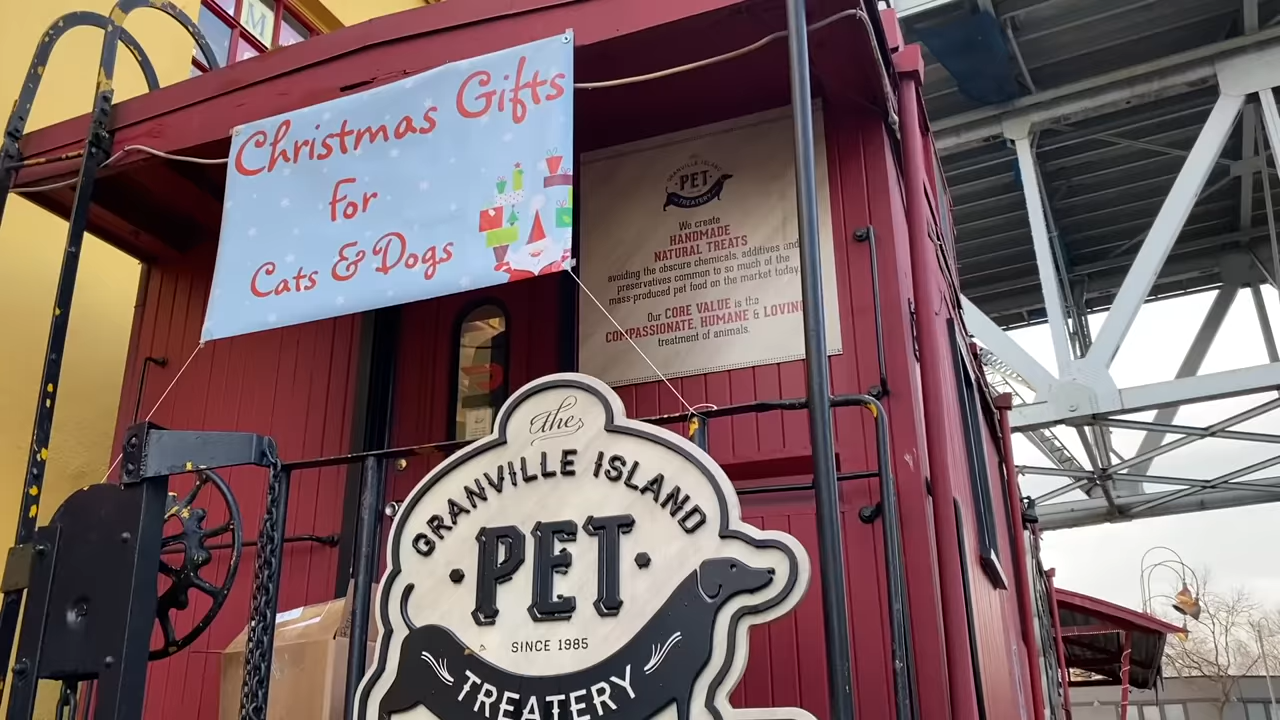 M
Christmas Gifts
For
Cats & Dogs
GRANVILLE ISLAND
PET
TREATERY
We create
HANDMADE
NATURAL TREATS
avoiding the obscure chemicals, additives and
preservatives common to so much of the
mass-produced pet food on the market today.
Our CORE VALUE is the
COMPASSIONATE, HUMANE & LOVING
treatment of animals.
the
GRANVILLE ISLAND
PET
SINCE 1985
TREATERY